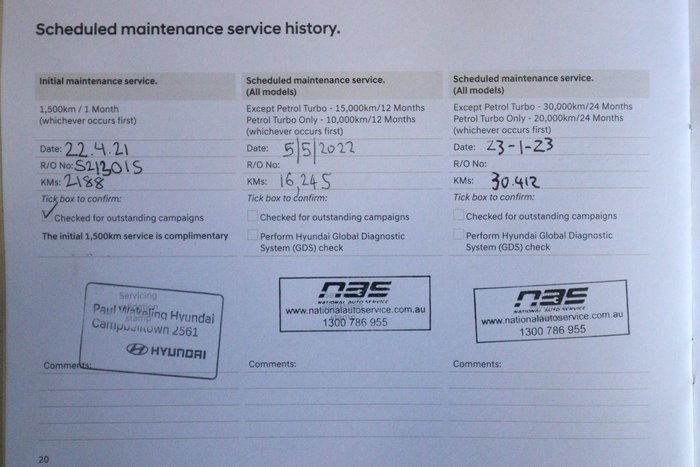 Scheduled maintenance service history.
Initial maintenance service.
1,500km / 1 Month
(whichever occurs first)
Date: 22.4.21
R/O No: S213015
KMs: 2188
Tick box to confirm:
Checked for outstanding campaigns
The initial 1,500km service is complimentary
Servicing
validation
stamp
Paul Wakeling Hyundai
Campbelltown 2561
HYUNDAI
Comments:
Scheduled maintenance service.
(All models)
Except Petrol Turbo - 15,000km/12 Months
Petrol Turbo Only - 10,000km/12 Months
(whichever occurs first)
Date: 5/5/2022
R/O No:
KMs: 16,245
Tick box to confirm:
Checked for outstanding campaigns
Perform Hyundai Global Diagnostic
System (GDS) check
nas
NATIONAL AUTO SERVICE
www.nationalautoservice.com.au
1300 786 955
Comments:
Scheduled maintenance service.
(All models)
Except Petrol Turbo - 30,000km/24 Months
Petrol Turbo Only - 20,000km/24 Months
(whichever occurs first)
Date: 23-1-23
R/O No:
KMs: 30.412
Tick box to confirm:
Checked for outstanding campaigns
Perform Hyundai Global Diagnostic
System (GDS) check
nas
NATIONAL AUTO SERVICE
www.nationalautoservice.com.au
1300 786 955
Comments:
20